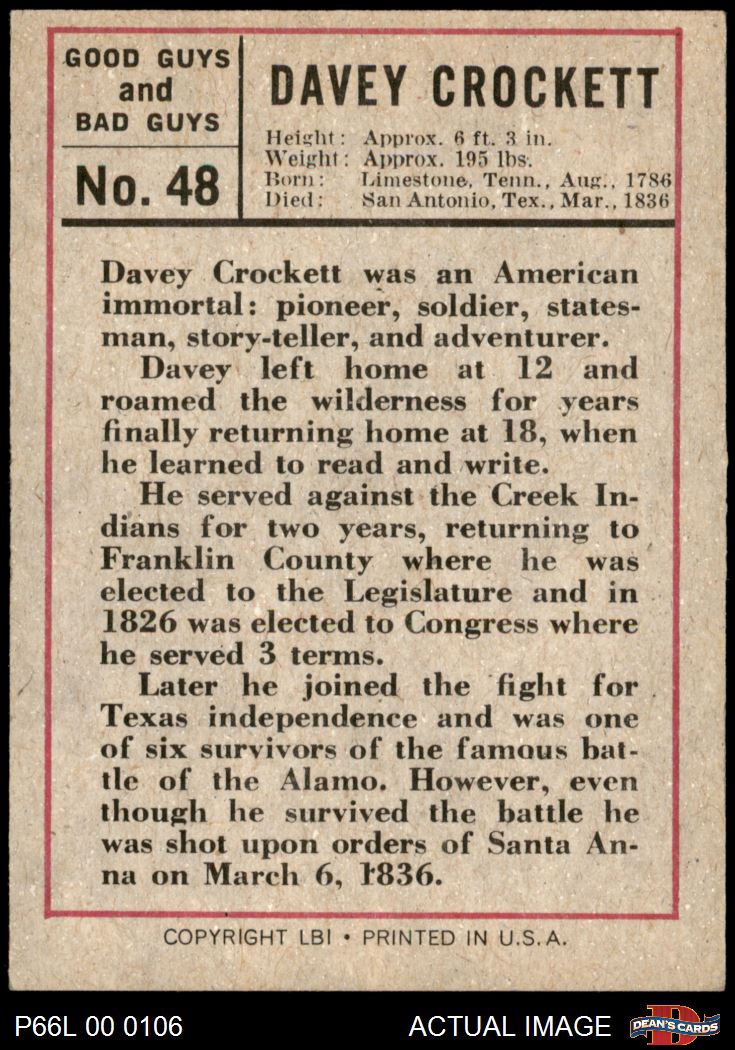 GOOD GUYS
and
BAD GUYS
No. 48
DAVEY CROCKETT
Height: Approx. 6 ft. 3 in.
Weight: Approx. 195 lbs.
Born: Limestone, Tenn., Aug., 1786
Died: San Antonio, Tex., Mar., 1836
Davey Crockett was an American
immortal: pioneer, soldier, states-
man, story-teller, and adventurer.
Davey left home at 12 and
roamed the wilderness for years
finally returning home at 18, when
he learned to read and write.
He served against the Creek In-
dians for two years, returning to
Franklin County where he was
elected to the Legislature and in
1826 was elected to Congress where
he served 3 terms.
Later he joined the fight for
Texas independence and was one
of six survivors of the famous bat-
tle of the Alamo. However, even
though he survived the battle he
was shot upon orders of Santa An-
na on March 6, 1836.
COPYRIGHT LBI • PRINTED IN U.S.A.
P66L 00 0106
ACTUAL IMAGE
D
DEAN'S CARDS